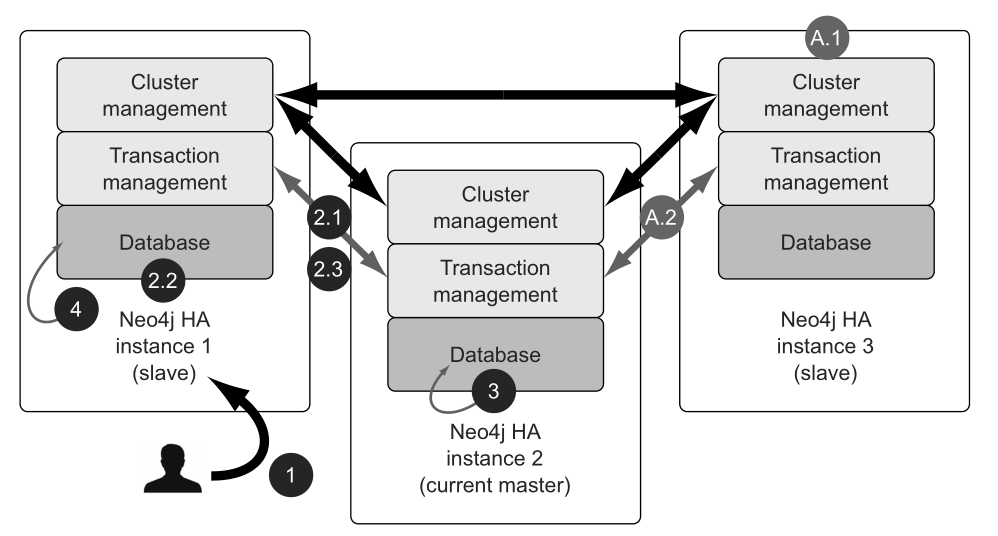 Cluster
management
Transaction
management
Database
2.2
4
Neo4j HA
instance 1
(slave)
1
2.1
2.3
Cluster
management
Transaction
management
Database
3
Neo4j HA
instance 2
(current master)
A.2
A.1
Cluster
management
Transaction
management
Database
Neo4j HA
instance 3
(slave)